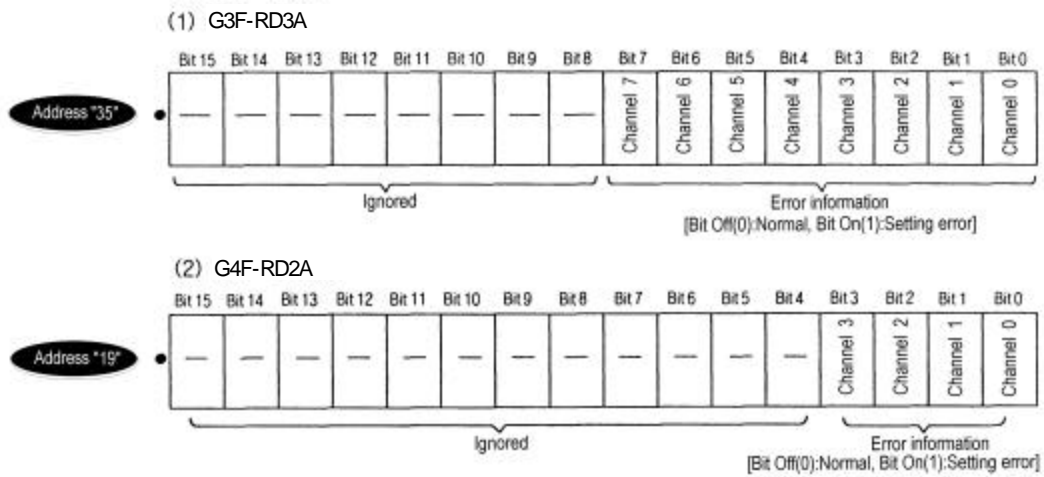 (1) G3F-RD3A
Bit 15 Bit 14 Bit 13 Bit 12 Bit 11 Bit 10 Bit 9 Bit 8 Bit 7 Bit 6 Bit 5 Bit 4 Bit 3 Bit 2 Bit 1 Bit 0
Address "35" — — — — — — — — Channel 7 Channel 6 Channel 5 Channel 4 Channel 3 Channel 2 Channel 1 Channel 0
Ignored Error information
[Bit Off(0):Normal, Bit On(1):Setting error]
(2) G4F-RD2A
Bit 15 Bit 14 Bit 13 Bit 12 Bit 11 Bit 10 Bit 9 Bit 8 Bit 7 Bit 6 Bit 5 Bit 4 Bit 3 Bit 2 Bit 1 Bit 0
Address "19" — — — — — — — — — — — — Channel 3 Channel 2 Channel 1 Channel 0
Ignored Error information
[Bit Off(0):Normal, Bit On(1):Setting error]